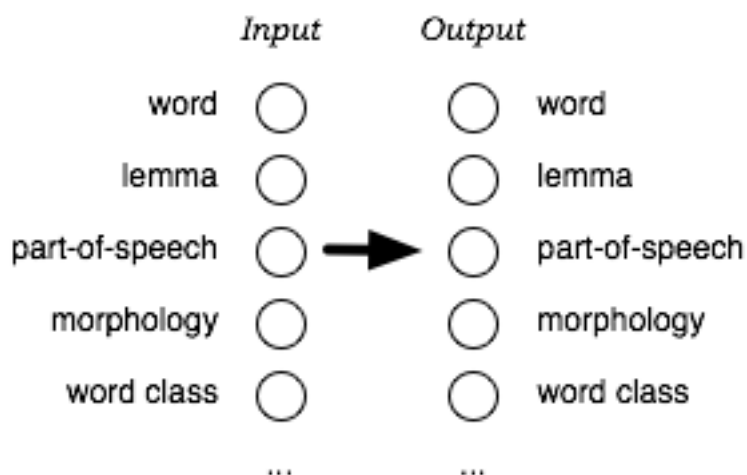 Input Output
word word
lemma lemma
part-of-speech part-of-speech
morphology morphology
word class word class
... ...